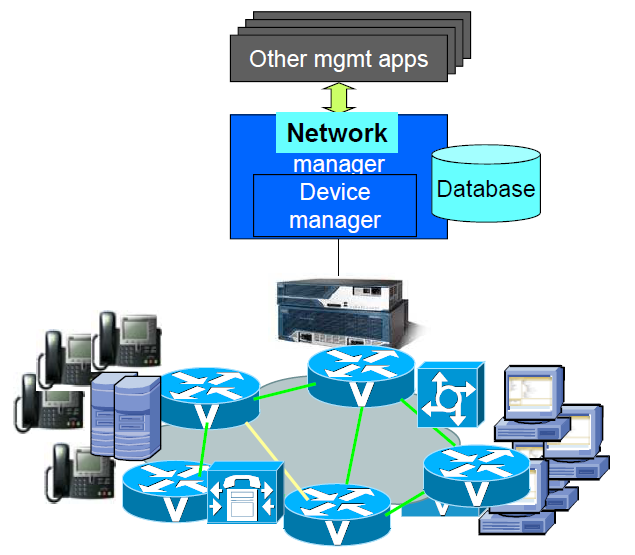 Other mgmt apps
Network
manager
Database
Device
manager
V
V
V
V
V
V